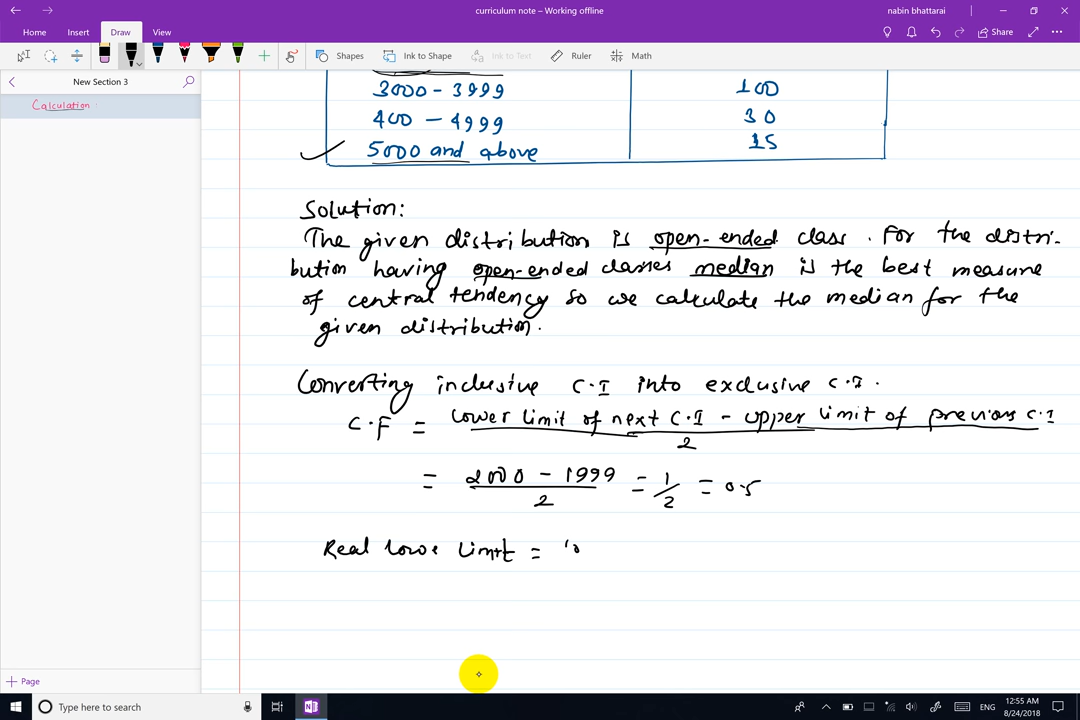 curriculum note – Working offline
nabin bhattarai
Home Insert Draw View
Share
Shapes Ink to Shape Ink to Text Ruler Math
New Section 3
Calculation
3000 - 3999 100
400 - 4999 30
5000 and above 15
Solution:
The given distribution is open-ended class. For the distri-
bution having open-ended classes median is the best measure
of central tendency so we calculate the median for the
given distribution.
Converting inclusive C.I into exclusive C.I.
C.F = lower limit of next C.I - upper limit of previous C.I
2
= 2000 - 1999 = 1/2 = 0.5
2
Real lowe limit = 10
+ Page
Type here to search
ENG
12:55 AM
8/24/2018